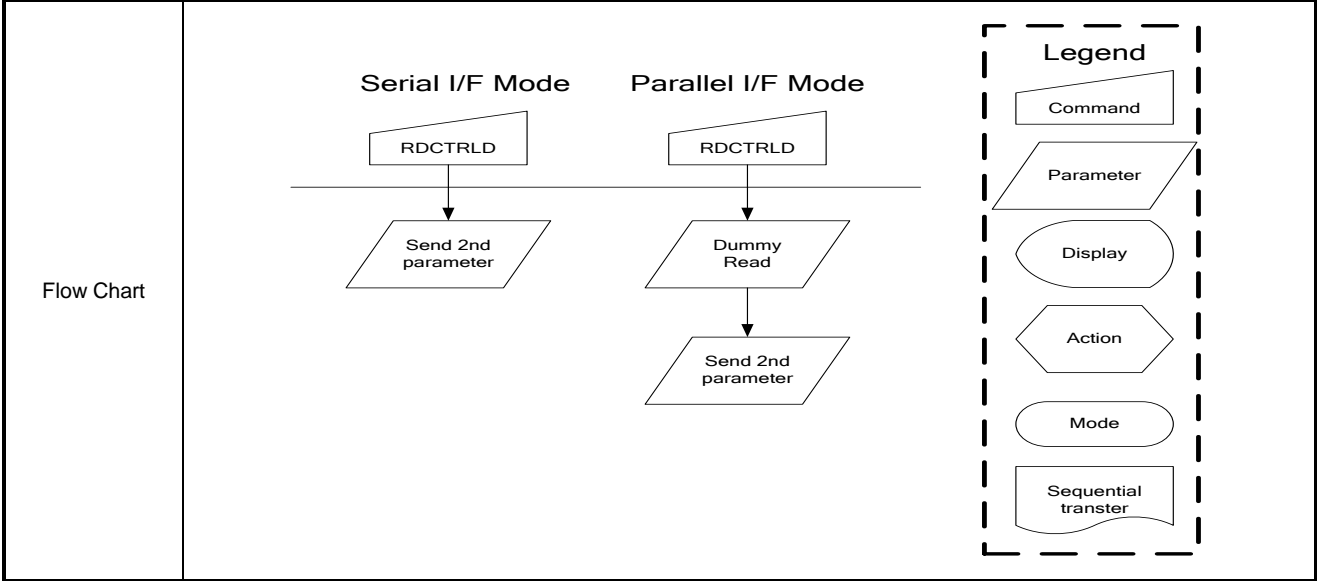 Flow Chart
Serial I/F Mode
RDCTRLD
Send 2nd
parameter
Parallel I/F Mode
RDCTRLD
Dummy
Read
Send 2nd
parameter
Legend
Command
Parameter
Display
Action
Mode
Sequential
transter